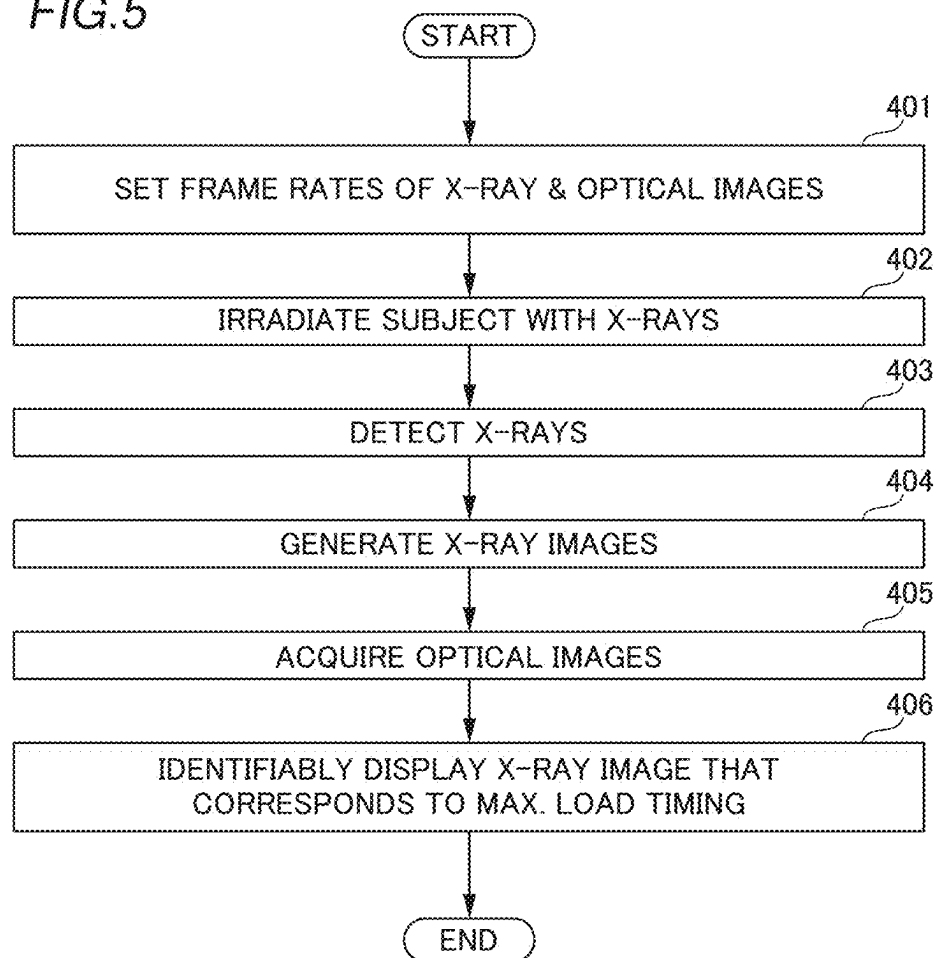 FIG.5
START
401
SET FRAME RATES OF X-RAY & OPTICAL IMAGES
402
IRRADIATE SUBJECT WITH X-RAYS
403
DETECT X-RAYS
404
GENERATE X-RAY IMAGES
405
ACQUIRE OPTICAL IMAGES
406
IDENTIFIABLY DISPLAY X-RAY IMAGE THAT
CORRESPONDS TO MAX. LOAD TIMING
END